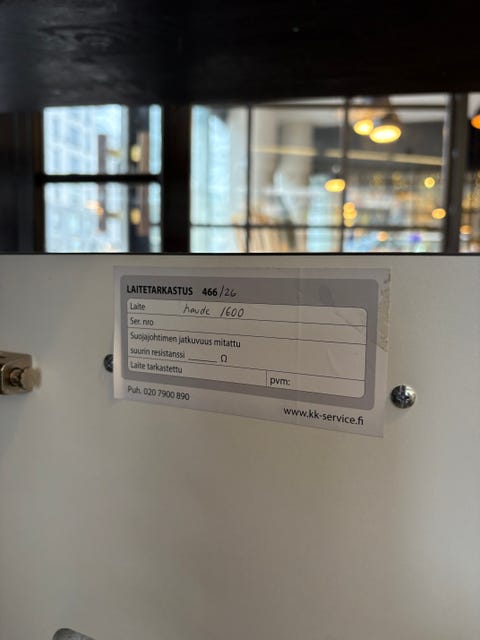 LAITETARKASTUS 466/26
Laite haude 1600
Ser. nro
Suojajohtimen jatkuvuus mitattu
suurin resistanssi ______ Ω
Laite tarkastettu pvm:
Puh. 020 7900 890
www.kk-service.fi